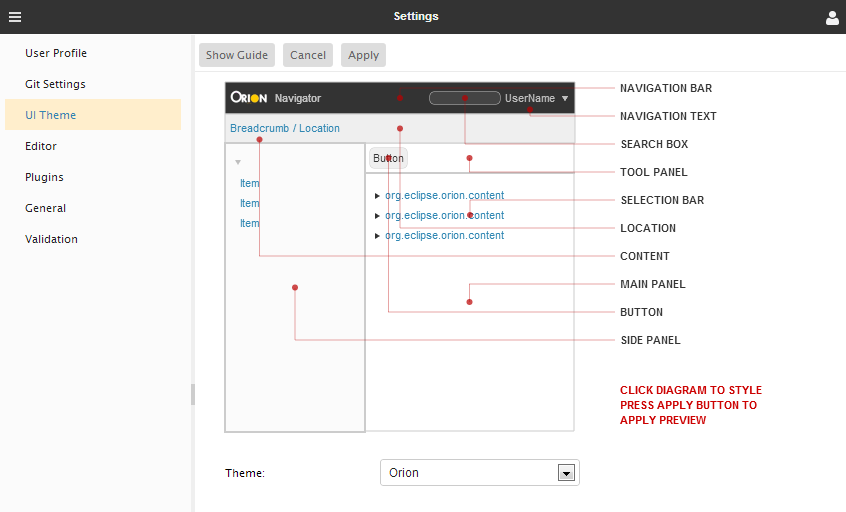 Settings
User Profile
Git Settings
UI Theme
Editor
Plugins
General
Validation
Show Guide Cancel Apply
ORION Navigator UserName
Breadcrumb / Location
Item
Item
Item
Button
org.eclipse.orion.content
org.eclipse.orion.content
org.eclipse.orion.content
NAVIGATION BAR
NAVIGATION TEXT
SEARCH BOX
TOOL PANEL
SELECTION BAR
LOCATION
CONTENT
MAIN PANEL
BUTTON
SIDE PANEL
CLICK DIAGRAM TO STYLE
PRESS APPLY BUTTON TO
APPLY PREVIEW
Theme: Orion